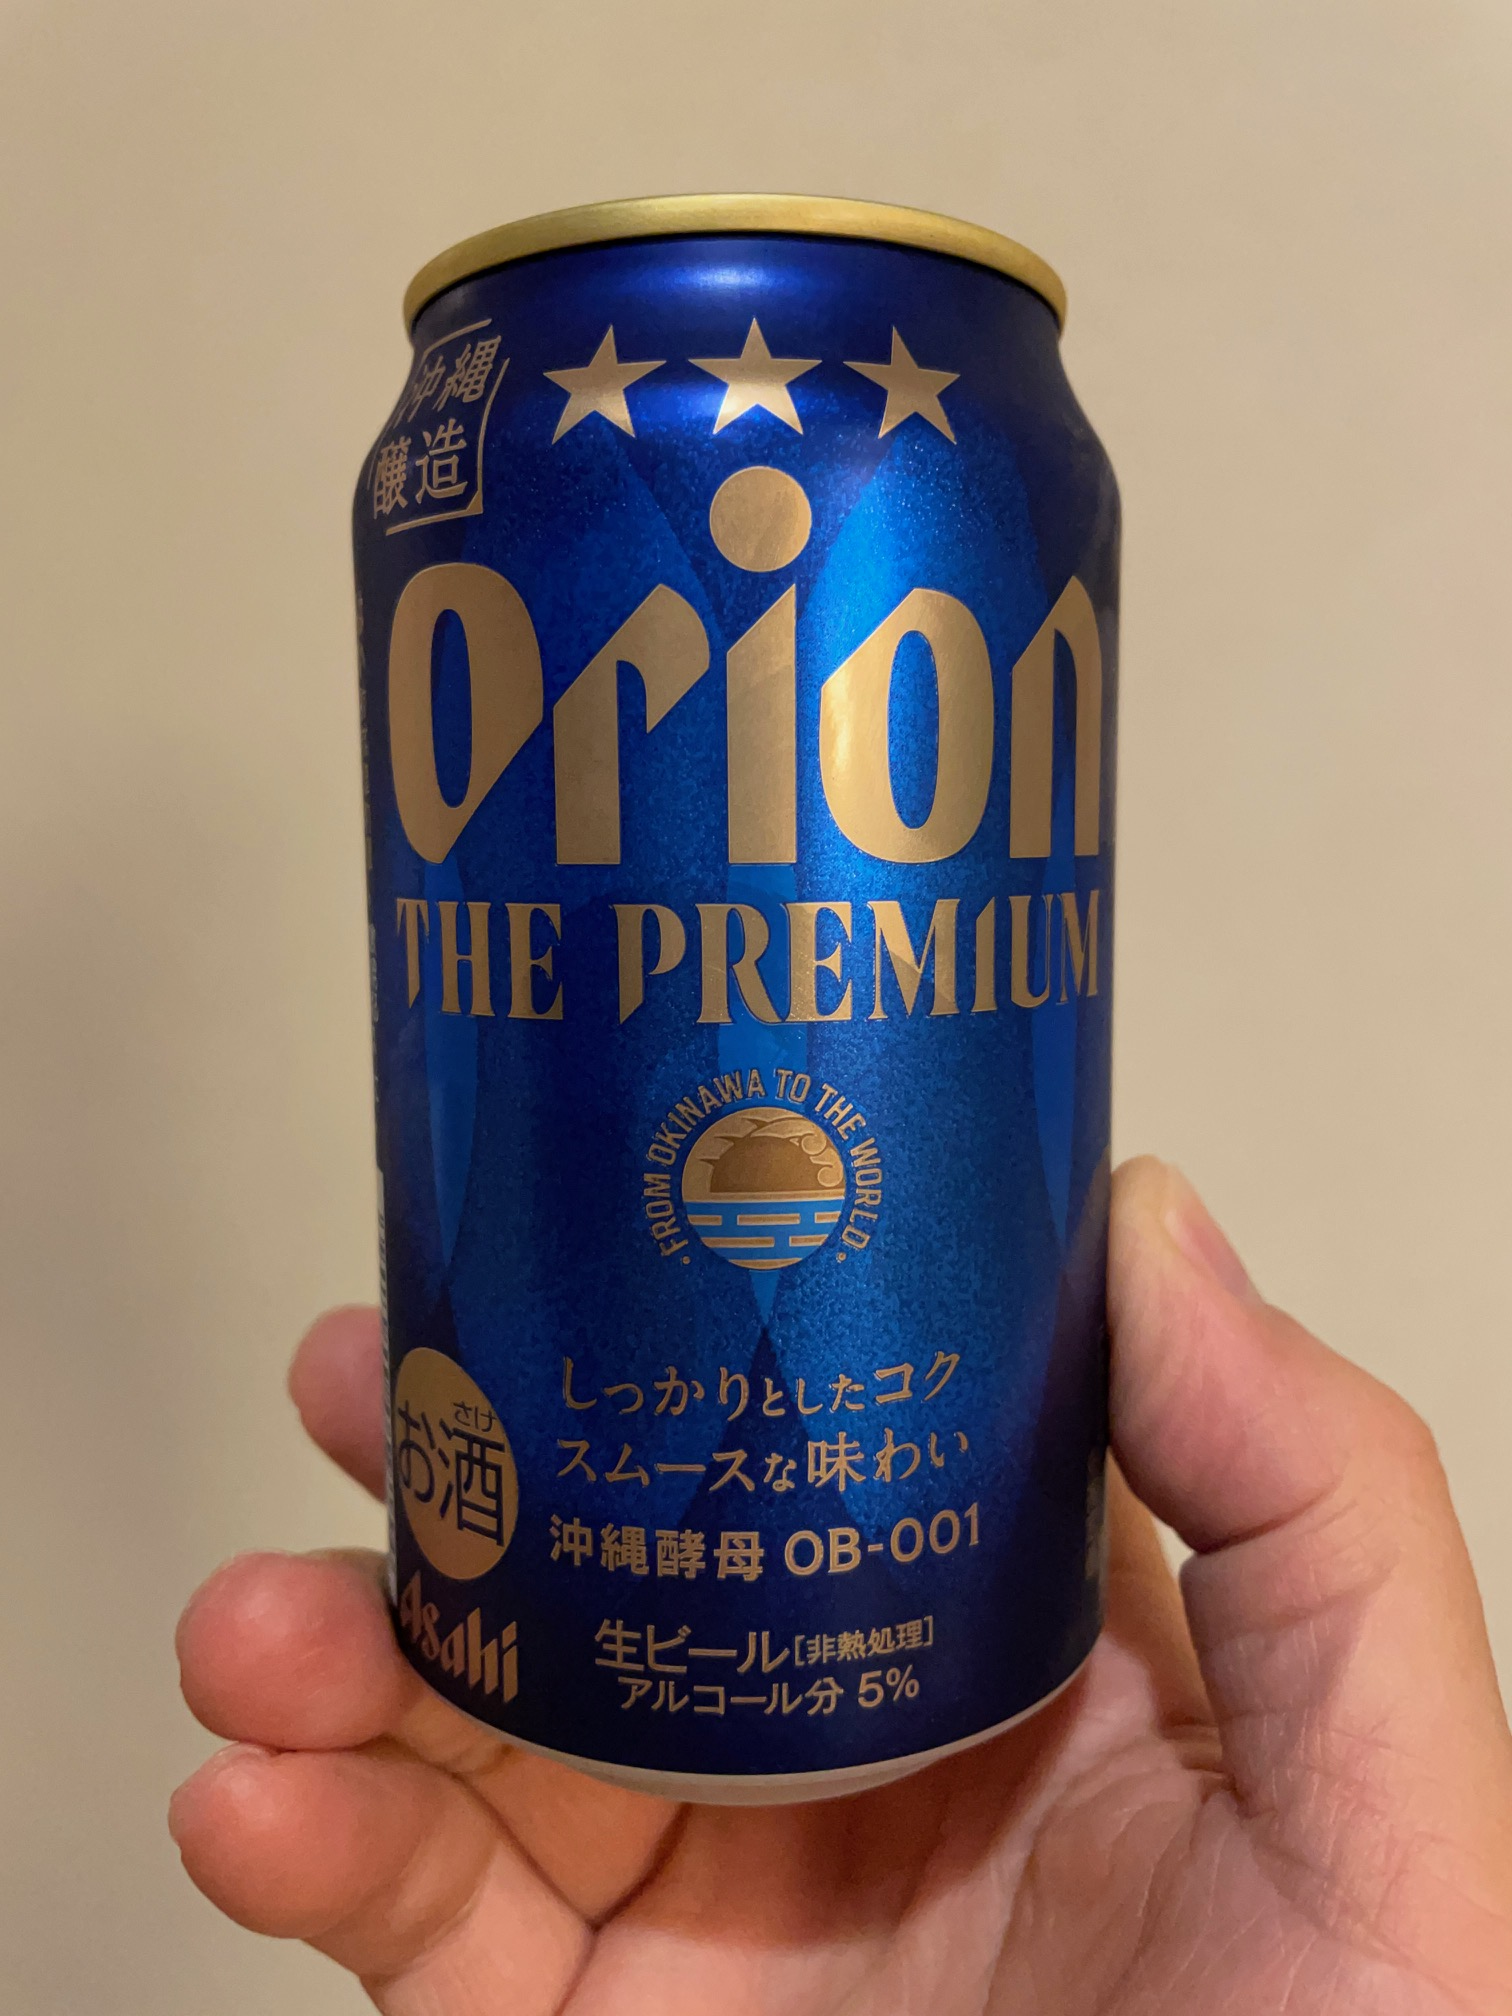 沖縄
醸造
orion
THE PREMIUM
・FROM OKINAWA TO THE WORLD.
しっかりとしたコク
スムースな味わい
沖縄酵母 OB-001
さけ
お酒
Asahi
生ビール[非熱処理]
アルコール分 5%